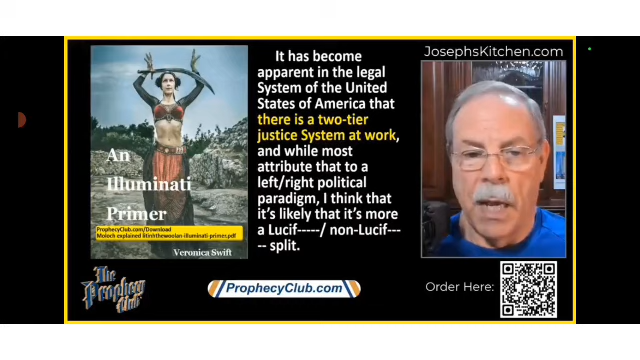 JosephsKitchen.com
It has become
apparent in the legal
System of the United
States of America that
there is a two-tier
justice System at work,
and while most
attribute that to a
left/right political
paradigm, I think that
it's likely that it's more
a Lucif-----/ non-Lucif---
-- split.
An
Illuminati
Primer
ProphecyClub.com/Download
Veronica Swift
The
Prophecy
Club
ProphecyClub.com
Order Here: